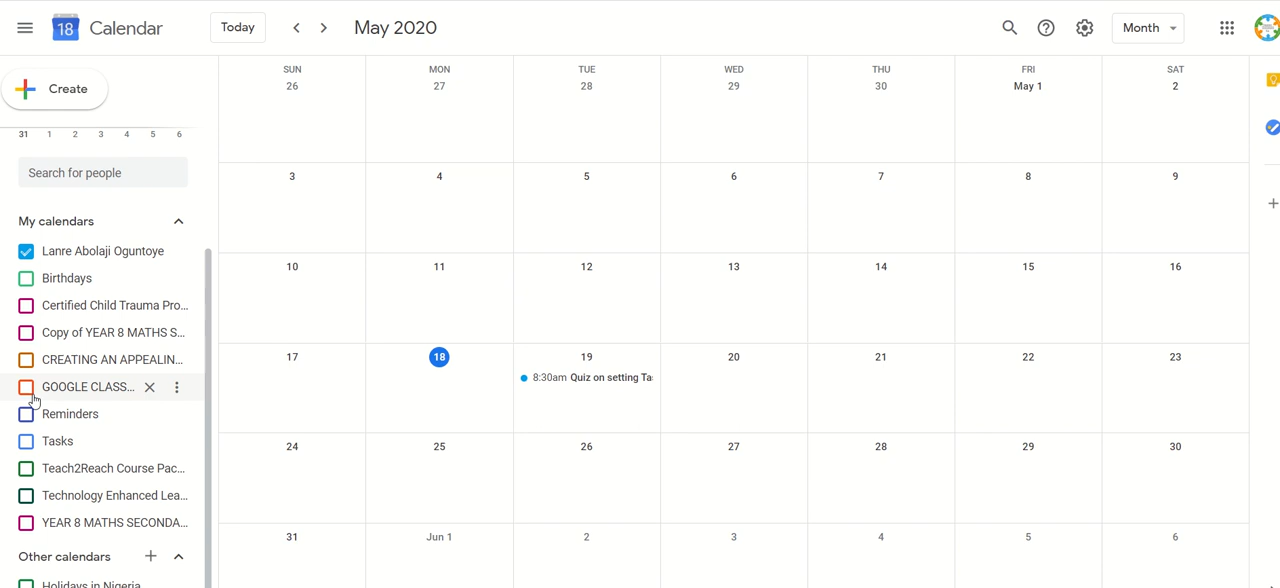 18 Calendar Today May 2020 Month
Create
31 1 2 3 4 5 6
Search for people
My calendars
Lanre Abolaji Oguntoye
Birthdays
Certified Child Trauma Pro...
Copy of YEAR 8 MATHS S...
CREATING AN APPEALIN...
GOOGLE CLASS...
Reminders
Tasks
Teach2Reach Course Pac...
Technology Enhanced Lea...
YEAR 8 MATHS SECONDA...
Other calendars
Holidays in Nigeria
SUN MON TUE WED THU FRI SAT
26 27 28 29 30 May 1 2
3 4 5 6 7 8 9
10 11 12 13 14 15 16
17 18 19 20 21 22 23
8:30am Quiz on setting Ta
24 25 26 27 28 29 30
31 Jun 1 2 3 4 5 6